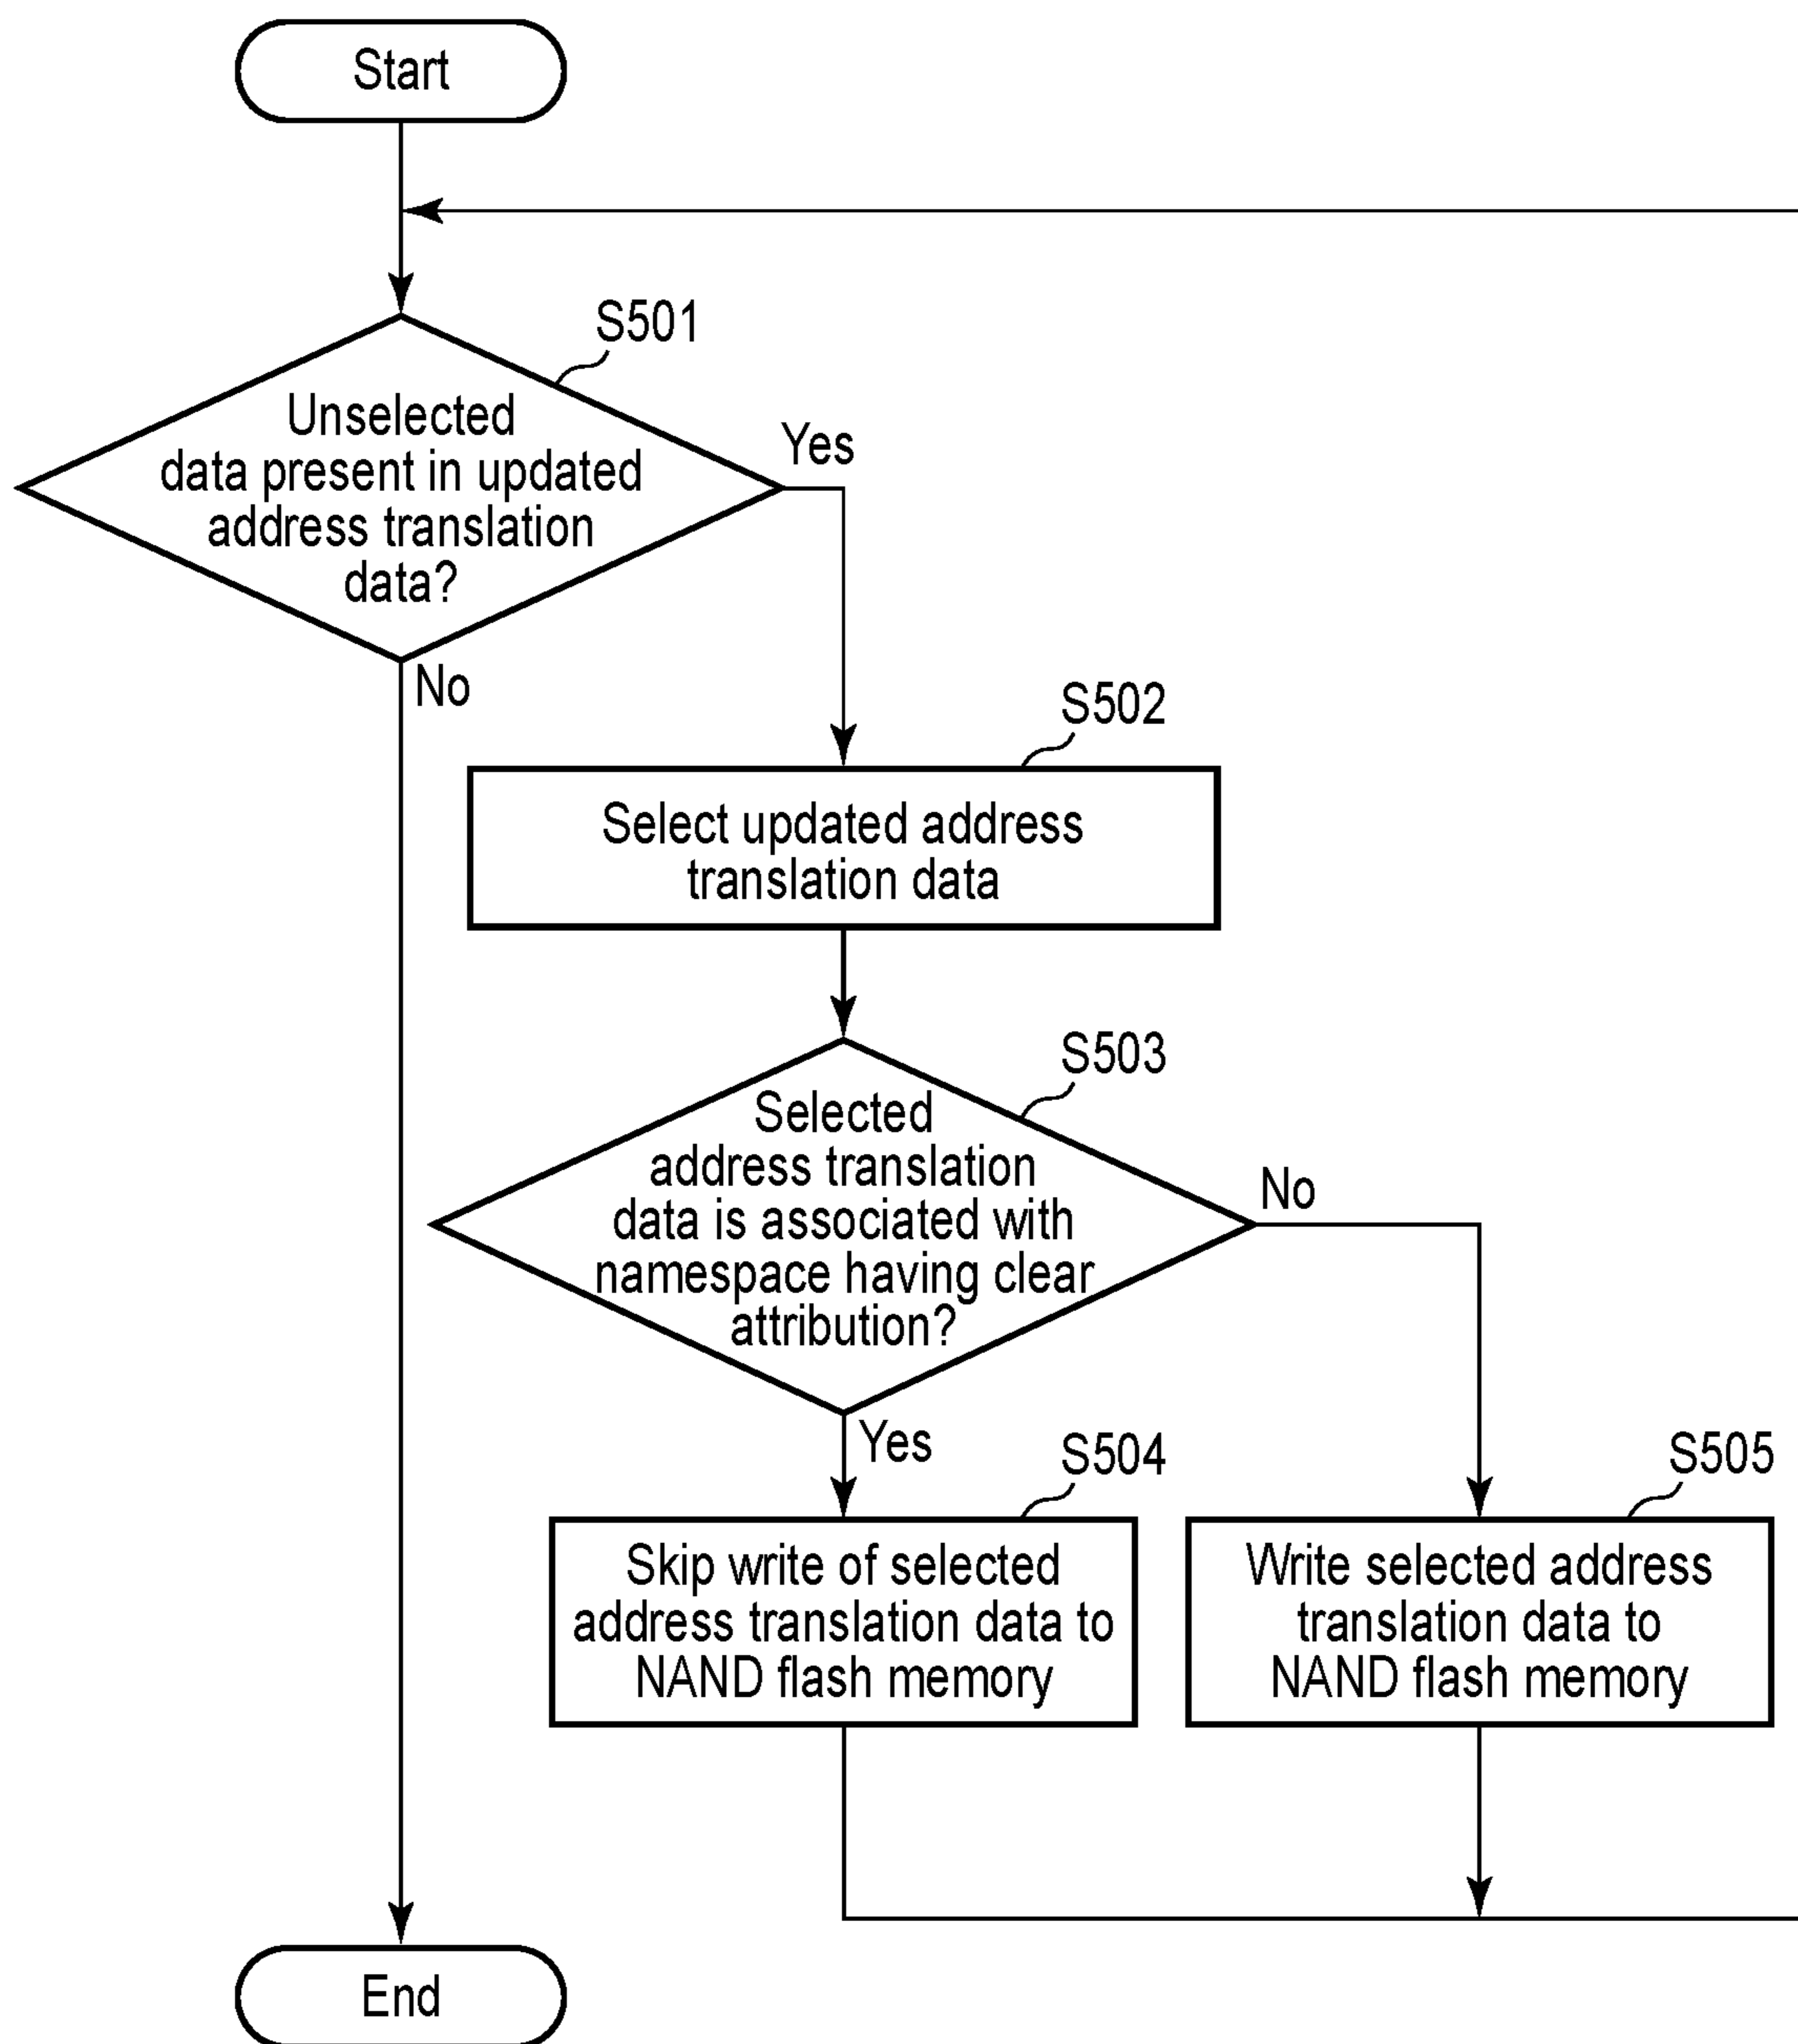 Start
S501
Unselected
data present in updated
address translation
data?
Yes
No
S502
Select updated address
translation data
S503
Selected
address translation
data is associated with
namespace having clear
attribution?
No
Yes
S504
S505
Skip write of selected
address translation data to
NAND flash memory
Write selected address
translation data to
NAND flash memory
End